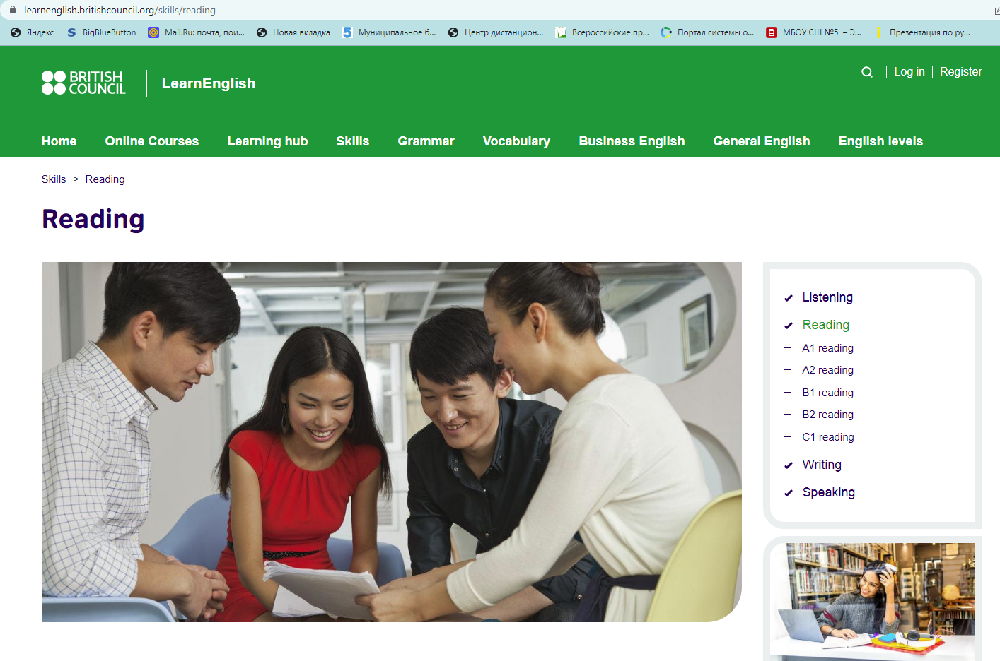 learnenglish.britishcouncil.org/skills/reading
Яндекс BigBlueButton Mail.Ru: почта, пои... Новая вкладка Муниципальное б... Центр дистанцион... Всероссийские пр... Портал системы о... МБОУ СШ №5 – Э... Презентация по ру...
BRITISH COUNCIL LearnEnglish
Log in Register
Home Online Courses Learning hub Skills Grammar Vocabulary Business English General English English levels
Skills > Reading
Reading
Listening
Reading
A1 reading
A2 reading
B1 reading
B2 reading
C1 reading
Writing
Speaking